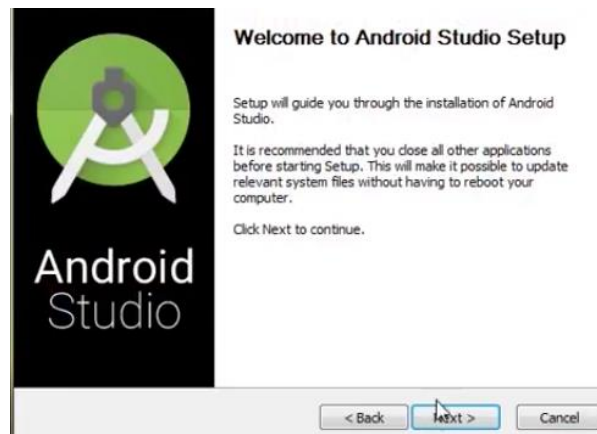 Welcome to Android Studio Setup
Setup will guide you through the installation of Android
Studio.
It is recommended that you close all other applications
before starting Setup. This will make it possible to update
relevant system files without having to reboot your
computer.
Click Next to continue.
Android
Studio
< Back
Next >
Cancel